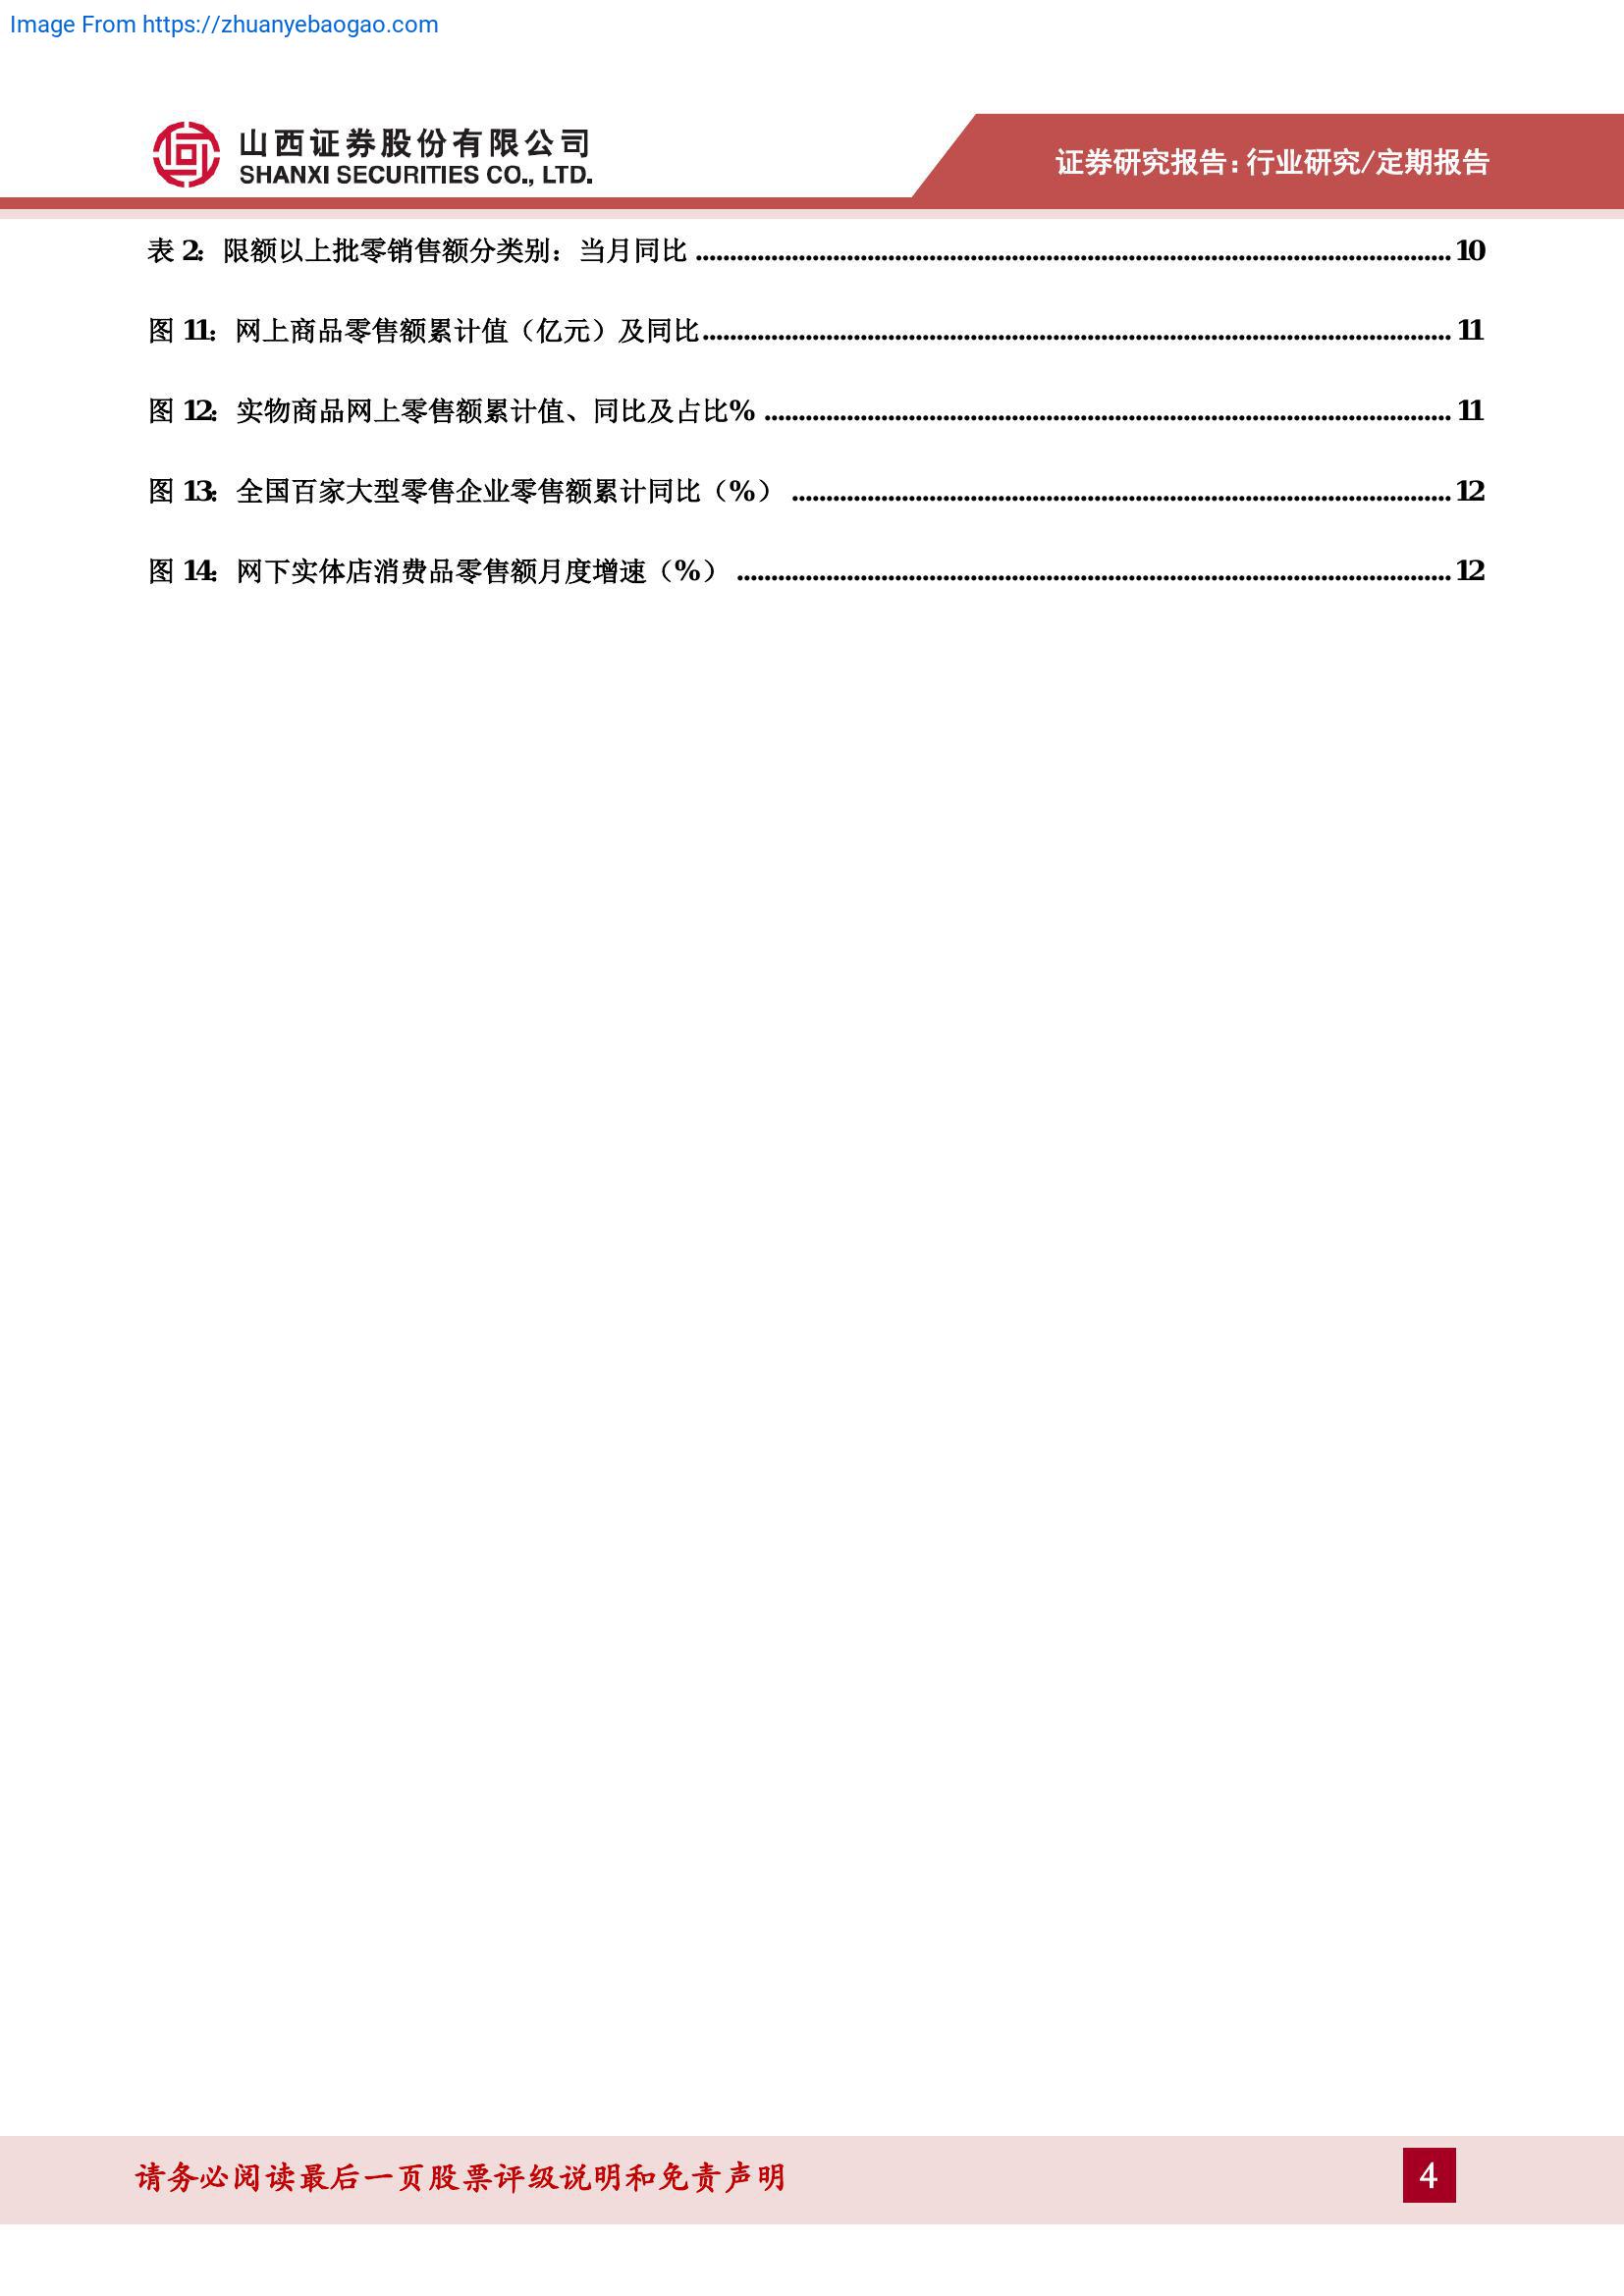 Image From https://zhuanyebaogao.com
山西证券股份有限公司
SHANXI SECURITIES CO., LTD.
证券研究报告：行业研究/定期报告
表 2：限额以上批零销售额分类别：当月同比 ........................................ 10
图 11：网上商品零售额累计值（亿元）及同比........................................ 11
图 12：实物商品网上零售额累计值、同比及占比% ........................................ 11
图 13：全国百家大型零售企业零售额累计同比（%） ........................................ 12
图 14：网下实体店消费品零售额月度增速（%） ........................................ 12
请务必阅读最后一页股票评级说明和免责声明
4